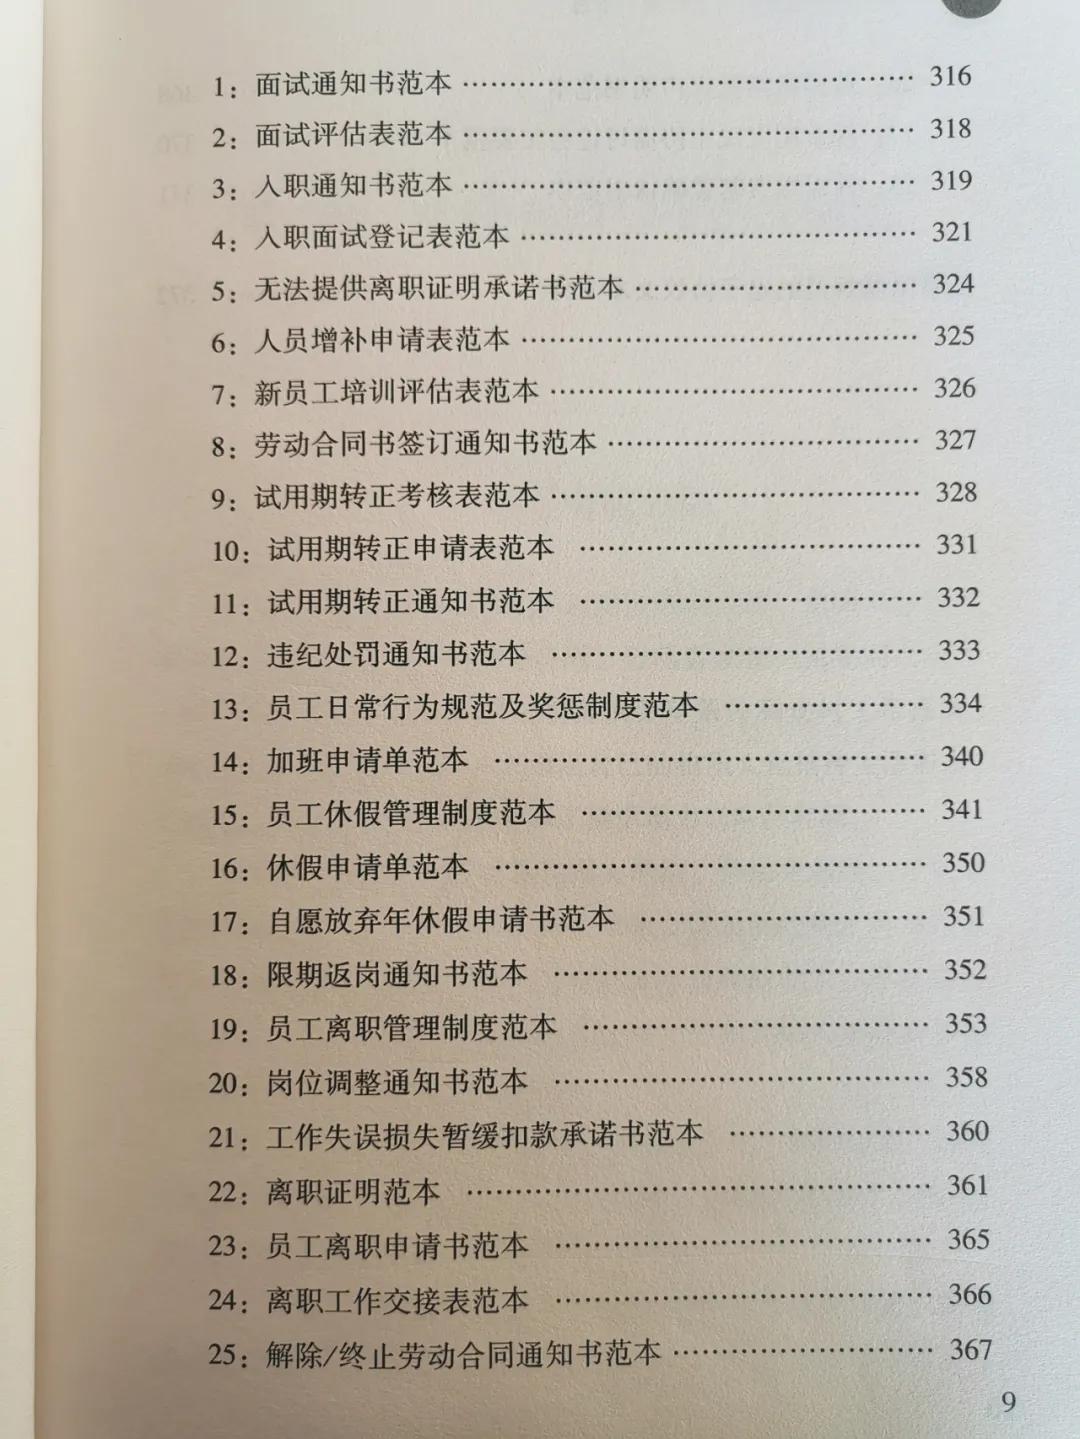 1：面试通知书范本 …………………………………………… 316
2：面试评估表范本 …………………………………………… 318
3：入职通知书范本 …………………………………………… 319
4：入职面试登记表范本 ……………………………………… 321
5：无法提供离职证明承诺书范本 …………………………… 324
6：人员增补申请表范本 ……………………………………… 325
7：新员工培训评估表范本 …………………………………… 326
8：劳动合同书签订通知书范本 ……………………………… 327
9：试用期转正考核表范本 …………………………………… 328
10：试用期转正申请表范本 ………………………………… 331
11：试用期转正通知书范本 ………………………………… 332
12：违纪处罚通知书范本 …………………………………… 333
13：员工日常行为规范及奖惩制度范本 …………………… 334
14：加班申请单范本 ………………………………………… 340
15：员工休假管理制度范本 ………………………………… 341
16：休假申请单范本 ………………………………………… 350
17：自愿放弃年休假申请书范本 …………………………… 351
18：限期返岗通知书范本 …………………………………… 352
19：员工离职管理制度范本 ………………………………… 353
20：岗位调整通知书范本 …………………………………… 358
21：工作失误损失暂缓扣款承诺书范本 …………………… 360
22：离职证明范本 …………………………………………… 361
23：员工离职申请书范本 …………………………………… 365
24：离职工作交接表范本 …………………………………… 366
25：解除/终止劳动合同通知书范本 ………………………… 367
9